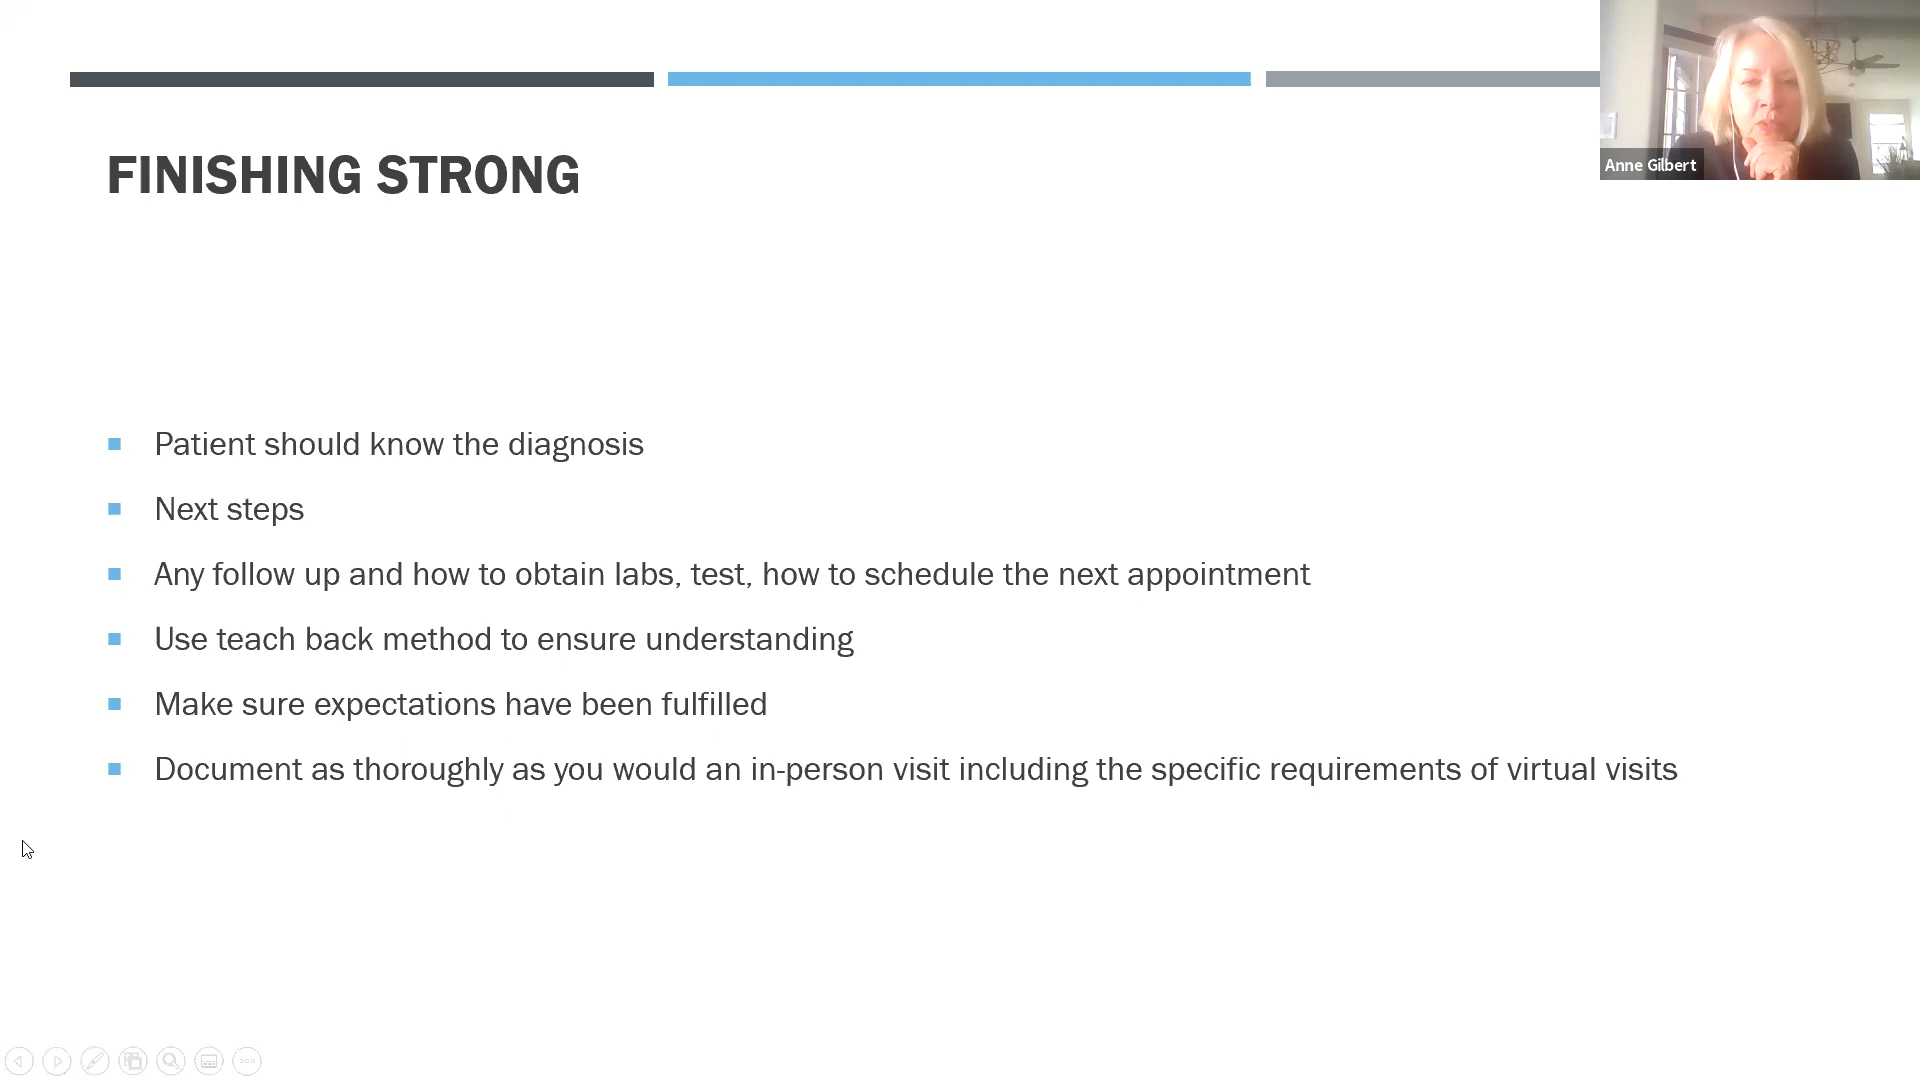 Anne Gilbert
FINISHING STRONG
Patient should know the diagnosis
Next steps
Any follow up and how to obtain labs, test, how to schedule the next appointment
Use teach back method to ensure understanding
Make sure expectations have been fulfilled
Document as thoroughly as you would an in-person visit including the specific requirements of virtual visits